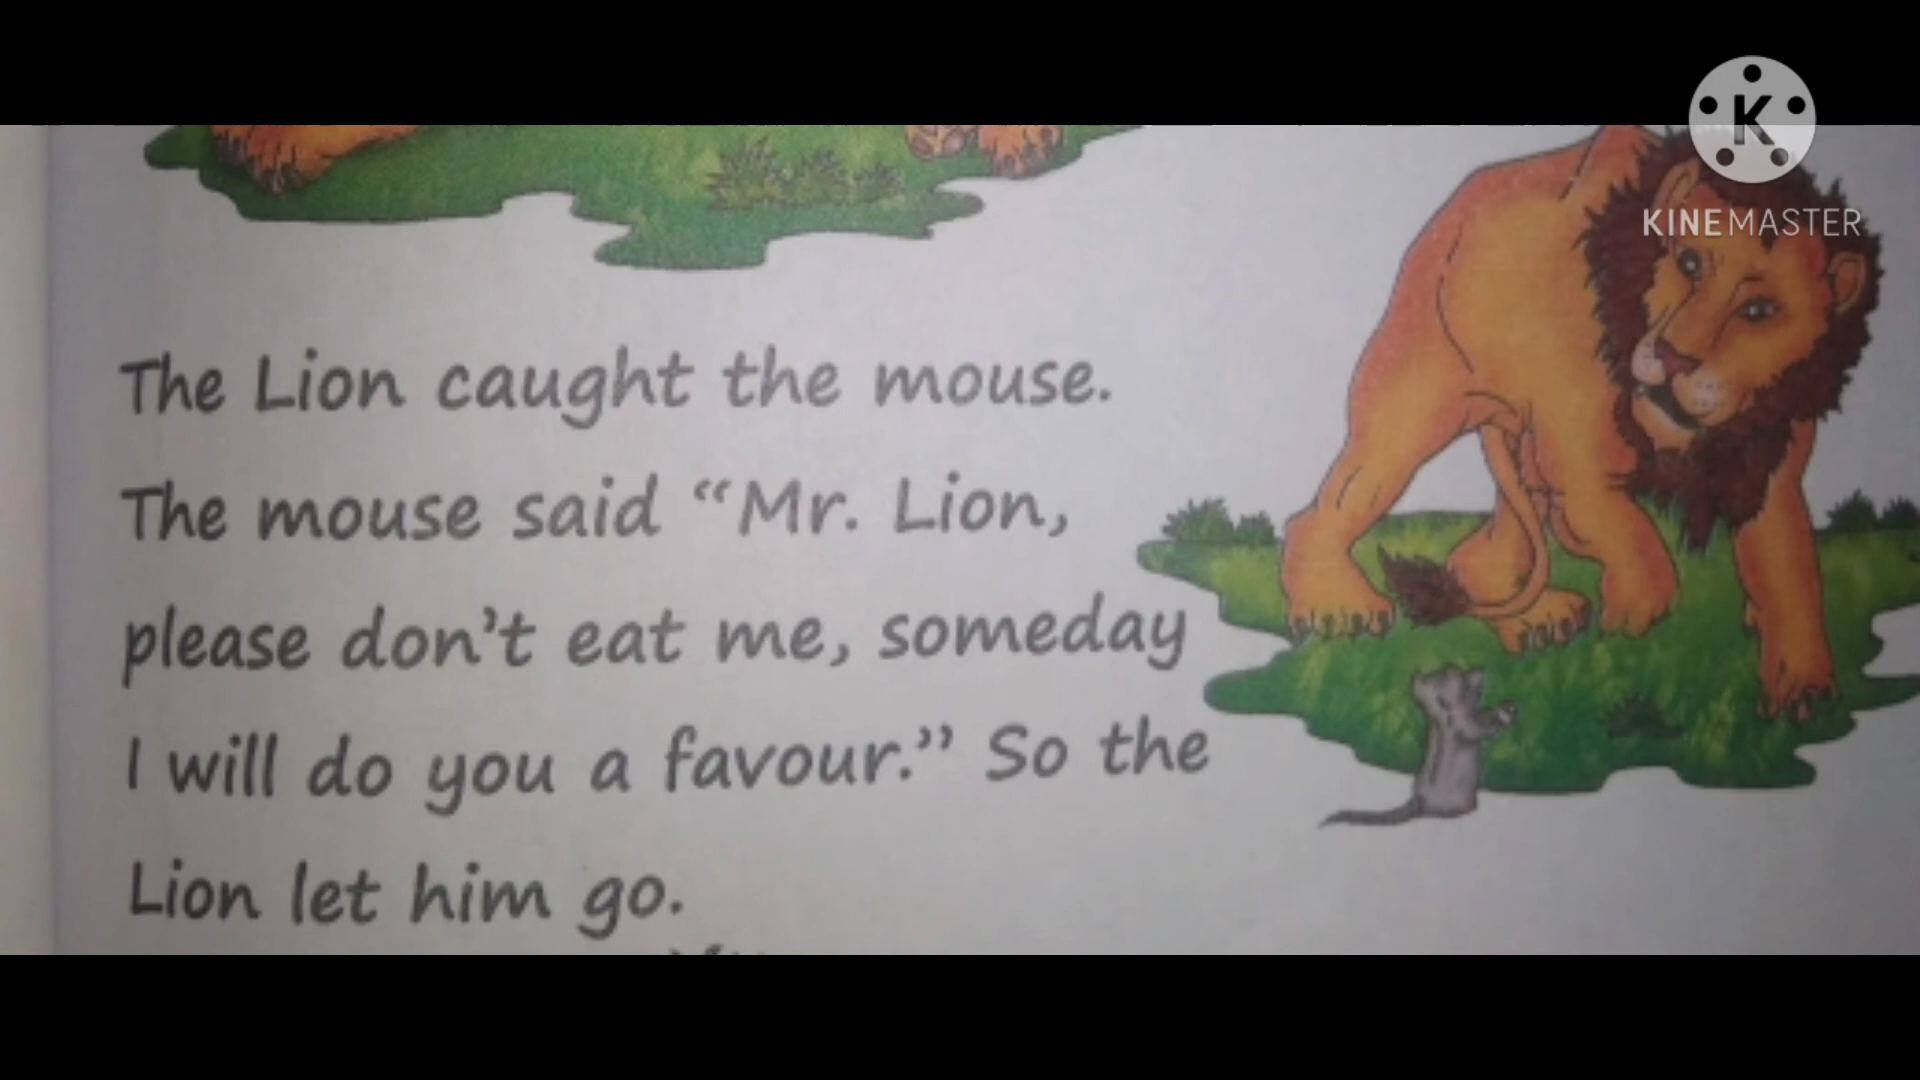 KINEMASTER
The Lion caught the mouse.
The mouse said “Mr. Lion,
please don’t eat me, someday
I will do you a favour.” So the
Lion let him go.